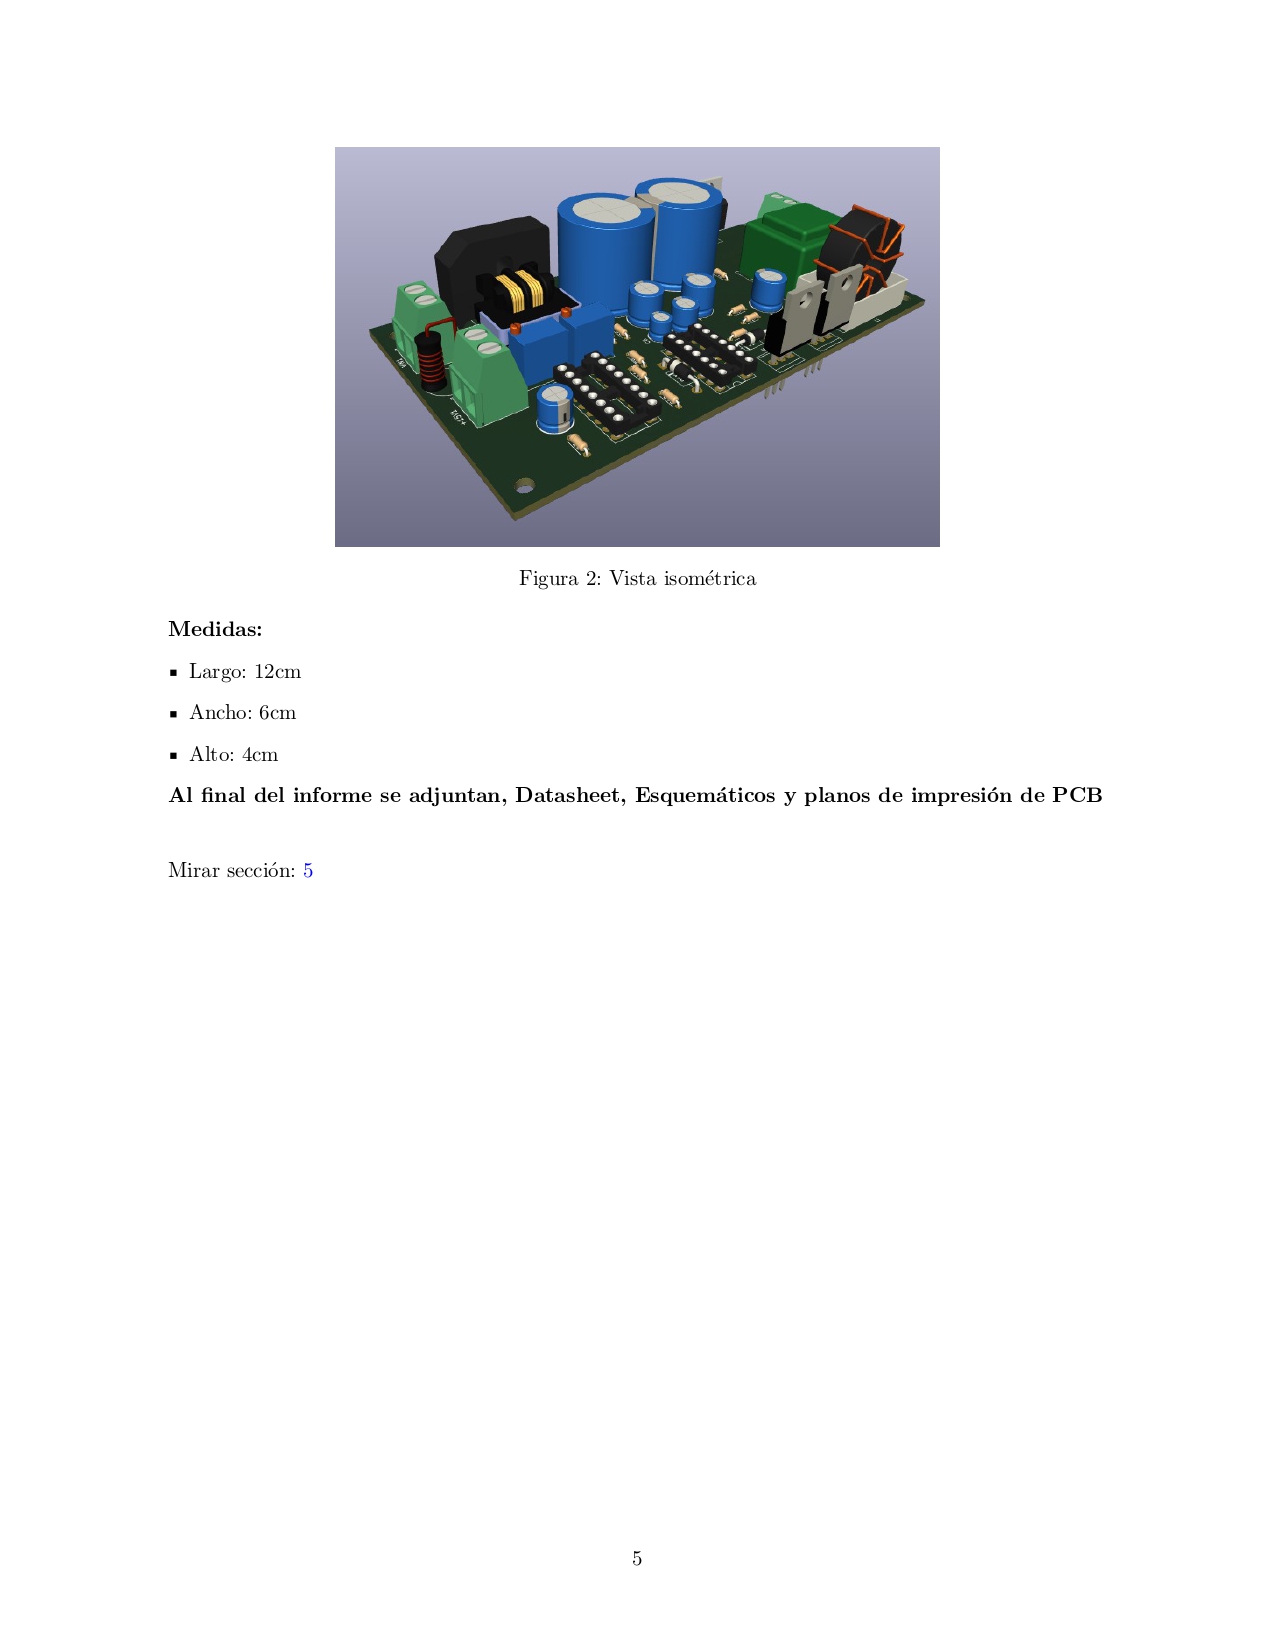 Figura 2: Vista isométrica
Medidas:
▪ Largo: 12cm
▪ Ancho: 6cm
▪ Alto: 4cm
Al final del informe se adjuntan, Datasheet, Esquemáticos y planos de impresión de PCB
Mirar sección: 5
5